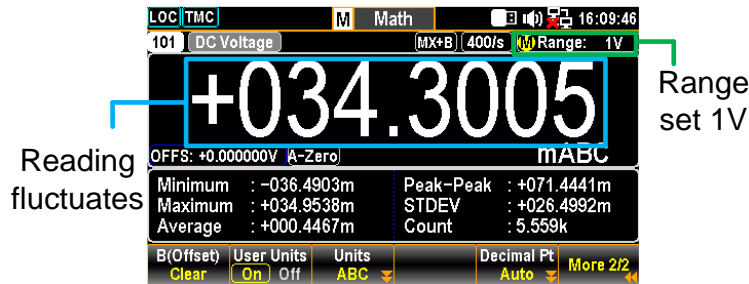 LOC TMC M Math 16:09:46
101 DC Voltage MX+B 400/s M Range: 1V
+034.3005
OFFS: +0.000000V A-Zero mABC
Range
set 1V
Reading
fluctuates
Minimum : -036.4903m Peak-Peak : +071.4441m
Maximum : +034.9538m STDEV : +026.4992m
Average : +000.4467m Count : 5.559k
B(Offset) User Units Units Decimal Pt More 2/2
Clear On Off ABC Auto